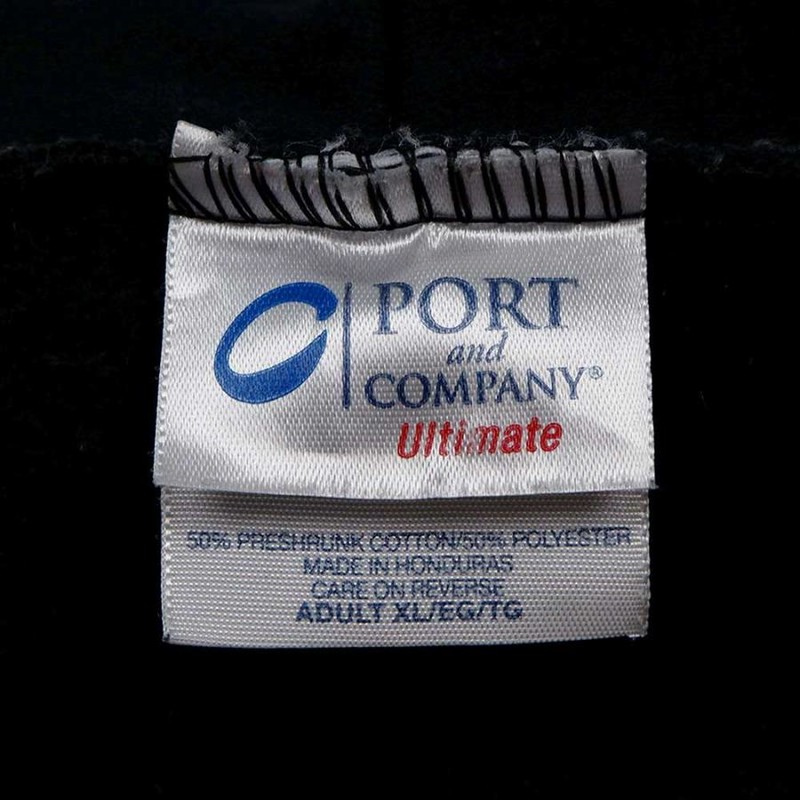 PORT
and
COMPANY®
Ultimate
50% PRESHRUNK COTTON/50% POLYESTER
MADE IN HONDURAS
CARE ON REVERSE
ADULT XL/EG/TG